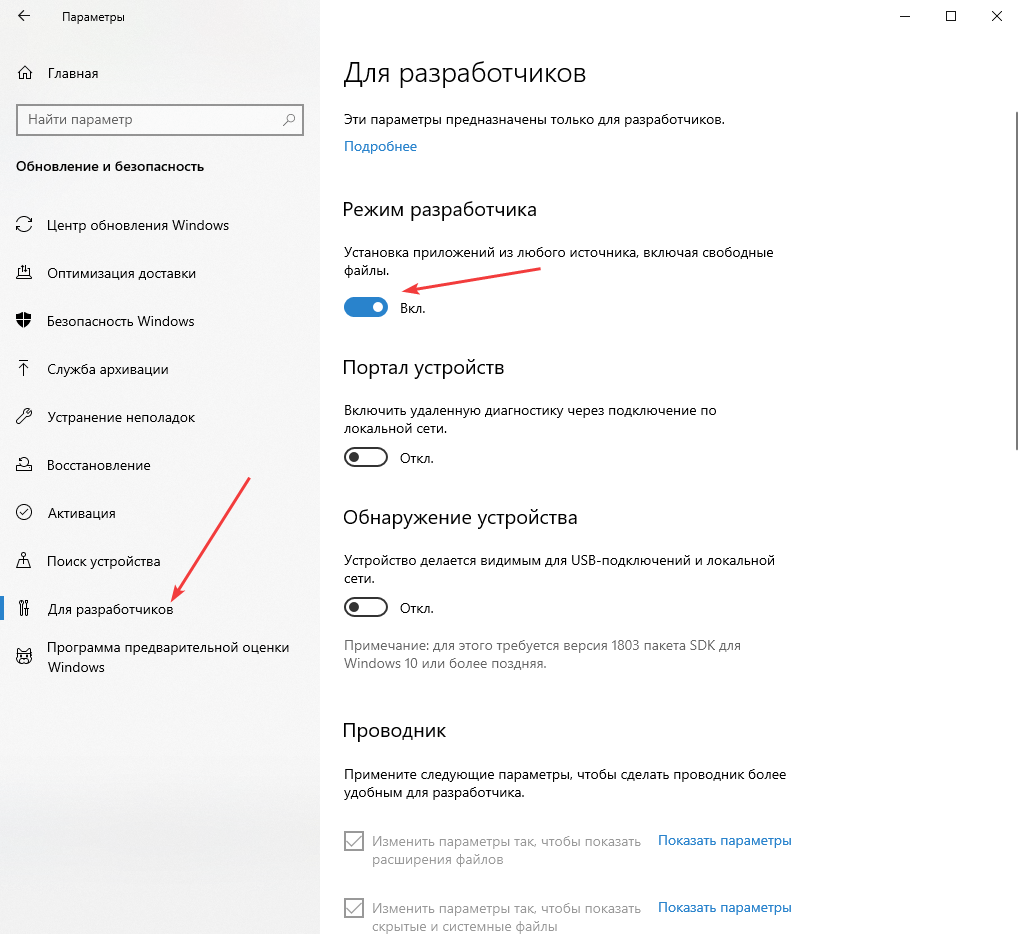 Параметры
Главная
Найти параметр
Обновление и безопасность
Центр обновления Windows
Оптимизация доставки
Безопасность Windows
Служба архивации
Устранение неполадок
Восстановление
Активация
Поиск устройства
Для разработчиков
Программа предварительной оценки
Windows
Для разработчиков
Эти параметры предназначены только для разработчиков.
Подробнее
Режим разработчика
Установка приложений из любого источника, включая свободные
файлы.
Вкл.
Портал устройств
Включить удаленную диагностику через подключение по
локальной сети.
Откл.
Обнаружение устройства
Устройство делается видимым для USB-подключений и локальной
сети.
Откл.
Примечание: для этого требуется версия 1803 пакета SDK для
Windows 10 или более поздняя.
Проводник
Примените следующие параметры, чтобы сделать проводник более
удобным для разработчика.
Изменить параметры так, чтобы показать
расширения файлов
Показать параметры
Изменить параметры так, чтобы показать
скрытые и системные файлы
Показать параметры